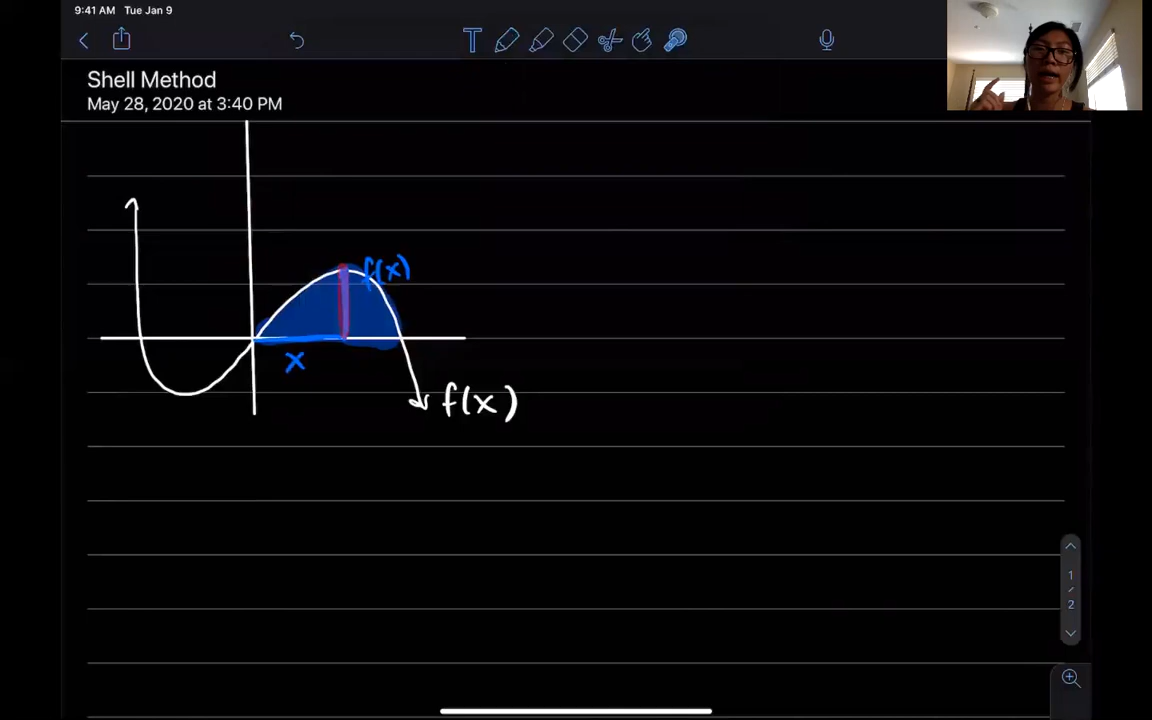 9:41 AM Tue Jan 9
T
Shell Method
May 28, 2020 at 3:40 PM
f(x)
x
f(x)
1
/
2